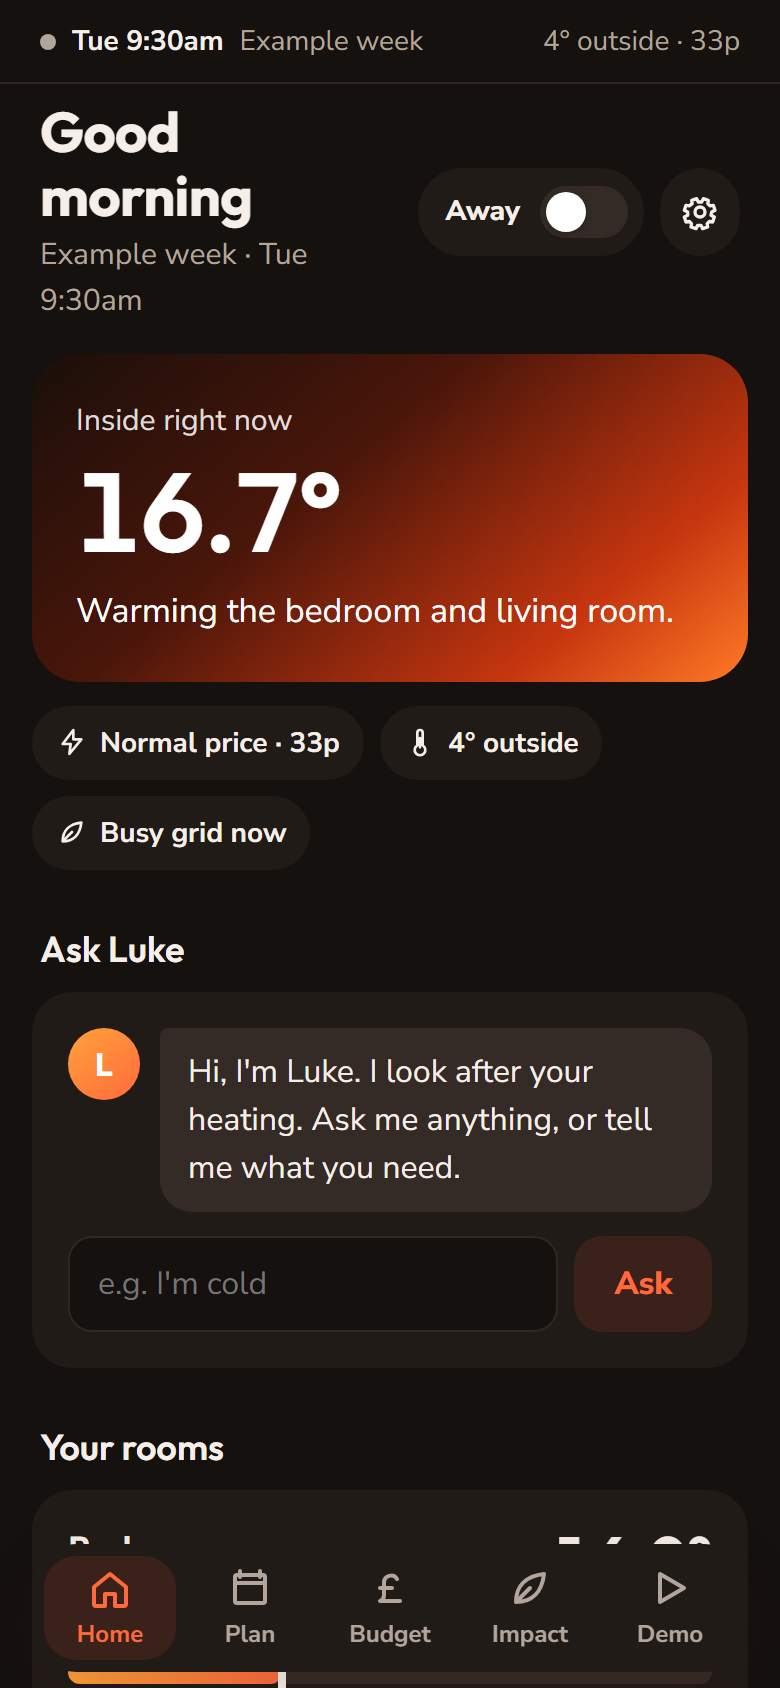 Tue 9:30am Example week 4° outside · 33p
Good
morning
Away
Example week · Tue
9:30am
Inside right now
16.7°
Warming the bedroom and living room.
Normal price · 33p
4° outside
Busy grid now
Ask Luke
L
Hi, I'm Luke. I look after your
heating. Ask me anything, or tell
me what you need.
e.g. I'm cold
Ask
Your rooms
Home
Plan
£
Budget
Impact
Demo